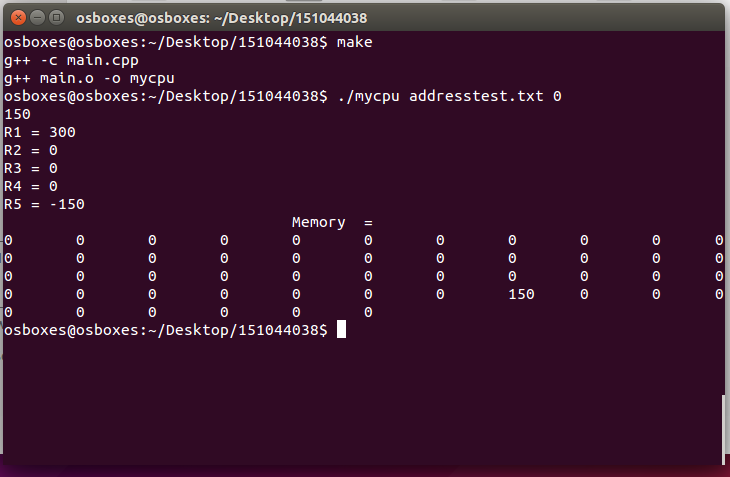 osboxes@osboxes: ~/Desktop/151044038
osboxes@osboxes:~/Desktop/151044038$ make
g++ -c main.cpp
g++ main.o -o mycpu
osboxes@osboxes:~/Desktop/151044038$ ./mycpu addresstest.txt 0
150
R1 = 300
R2 = 0
R3 = 0
R4 = 0
R5 = -150
Memory  =
0 0 0 0 0 0 0 0 0 0 0
0 0 0 0 0 0 0 0 0 0 0
0 0 0 0 0 0 0 0 0 0 0
0 0 0 0 0 0 0 150 0 0 0
0 0 0 0 0 0
osboxes@osboxes:~/Desktop/151044038$